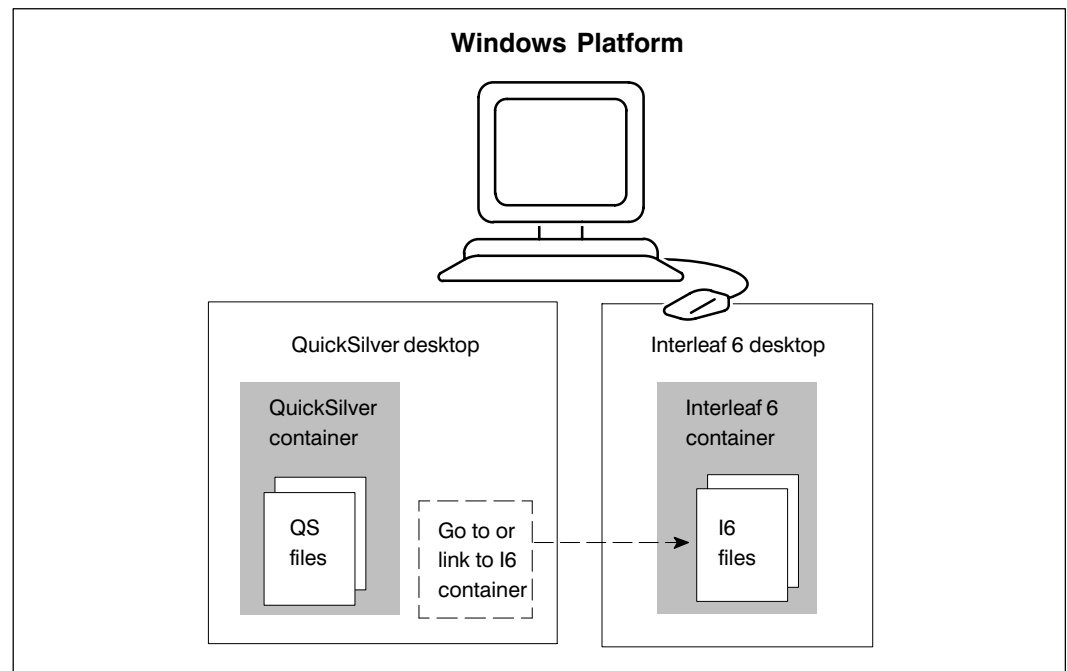 Windows Platform
QuickSilver desktop
Interleaf 6 desktop
QuickSilver
container
Interleaf 6
container
QS
files
Go to or
link to I6
container
I6
files